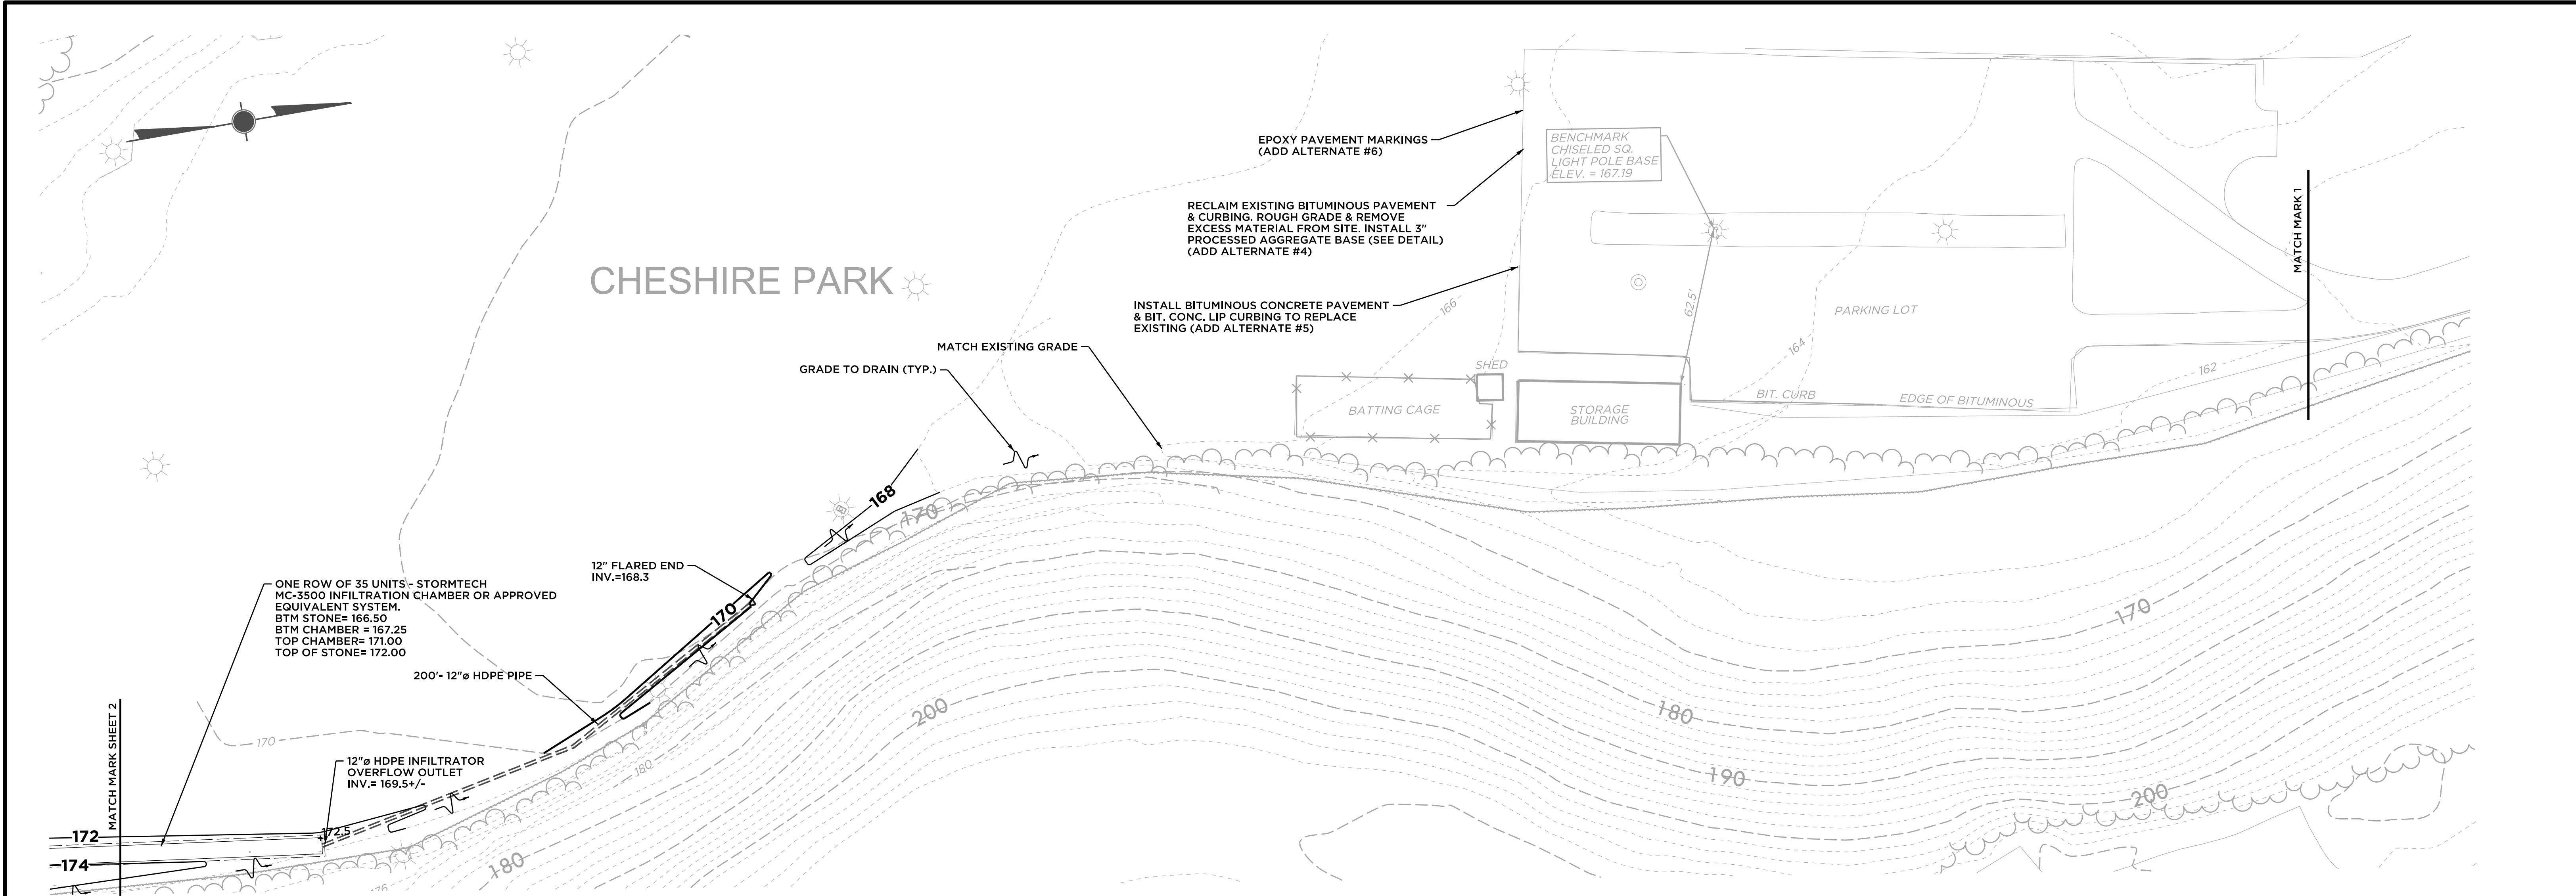 EPOXY PAVEMENT MARKINGS
(ADD ALTERNATE #6)
BENCHMARK
CHISELED SQ.
LIGHT POLE BASE
ELEV. = 167.19
RECLAIM EXISTING BITUMINOUS PAVEMENT
& CURBING. ROUGH GRADE & REMOVE
EXCESS MATERIAL FROM SITE. INSTALL 3"
PROCESSED AGGREGATE BASE (SEE DETAIL)
(ADD ALTERNATE #4)
MATCH MARK 1
CHESHIRE PARK
INSTALL BITUMINOUS CONCRETE PAVEMENT
& BIT. CONC. LIP CURBING TO REPLACE
EXISTING (ADD ALTERNATE #5)
166
62.5'
PARKING LOT
164
162
MATCH EXISTING GRADE
GRADE TO DRAIN (TYP.)
SHED
BATTING CAGE
STORAGE
BUILDING
BIT. CURB
EDGE OF BITUMINOUS
168
170
12" FLARED END
INV.=168.3
170
ONE ROW OF 35 UNITS - STORMTECH
MC-3500 INFILTRATION CHAMBER OR APPROVED
EQUIVALENT SYSTEM.
BTM STONE= 166.50
BTM CHAMBER = 167.25
TOP CHAMBER= 171.00
TOP OF STONE= 172.00
200'- 12"ø HDPE PIPE
170
MATCH MARK SHEET 2
170
12"ø HDPE INFILTRATOR
OVERFLOW OUTLET
INV.= 169.5+/-
180
200
180
190
200
172
172.5
174
180
176